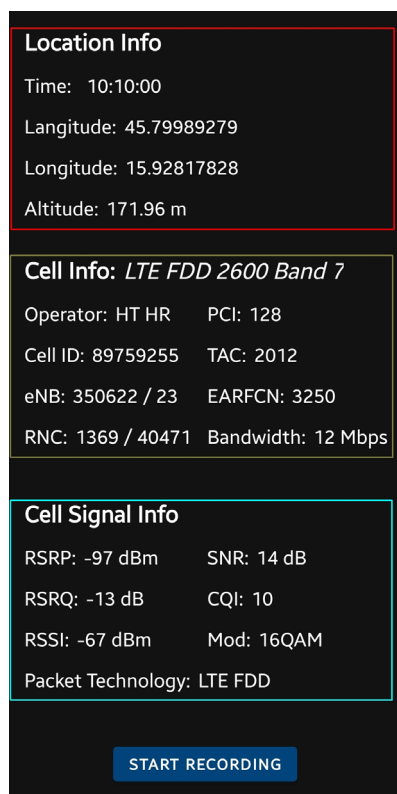 Location Info
Time: 10:10:00
Langitude: 45.79989279
Longitude: 15.92817828
Altitude: 171.96 m
Cell Info: LTE FDD 2600 Band 7
Operator: HT HR PCI: 128
Cell ID: 89759255 TAC: 2012
eNB: 350622 / 23 EARFCN: 3250
RNC: 1369 / 40471 Bandwidth: 12 Mbps
Cell Signal Info
RSRP: -97 dBm SNR: 14 dB
RSRQ: -13 dB CQI: 10
RSSI: -67 dBm Mod: 16QAM
Packet Technology: LTE FDD
START RECORDING